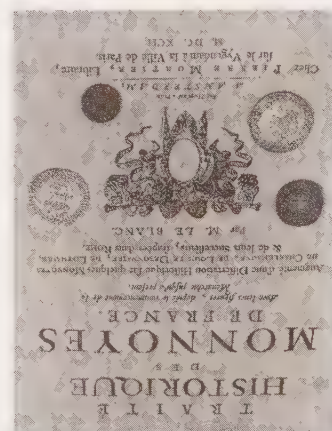 TRAITÉ
HISTORIQUE
DES
MONNOYES
DE FRANCE,
Avec leurs figures, depuis le commencement de la
Monarchie jusqu'a present.
Augmenté d'une Dissertation Historique sur quelques Monnoyes
de CHARLEMAGNE, de LOUIS LE DEBONNAIRE, de LOTHAIRE,
& de leurs Successeurs, frapées dans Rome.
Par M. LE BLANC.
A AMSTERDAM,
Chez PIERRE MORTIER, Libraire,
sur le Vygendam à la Ville de Paris.
M. DC. XCII.